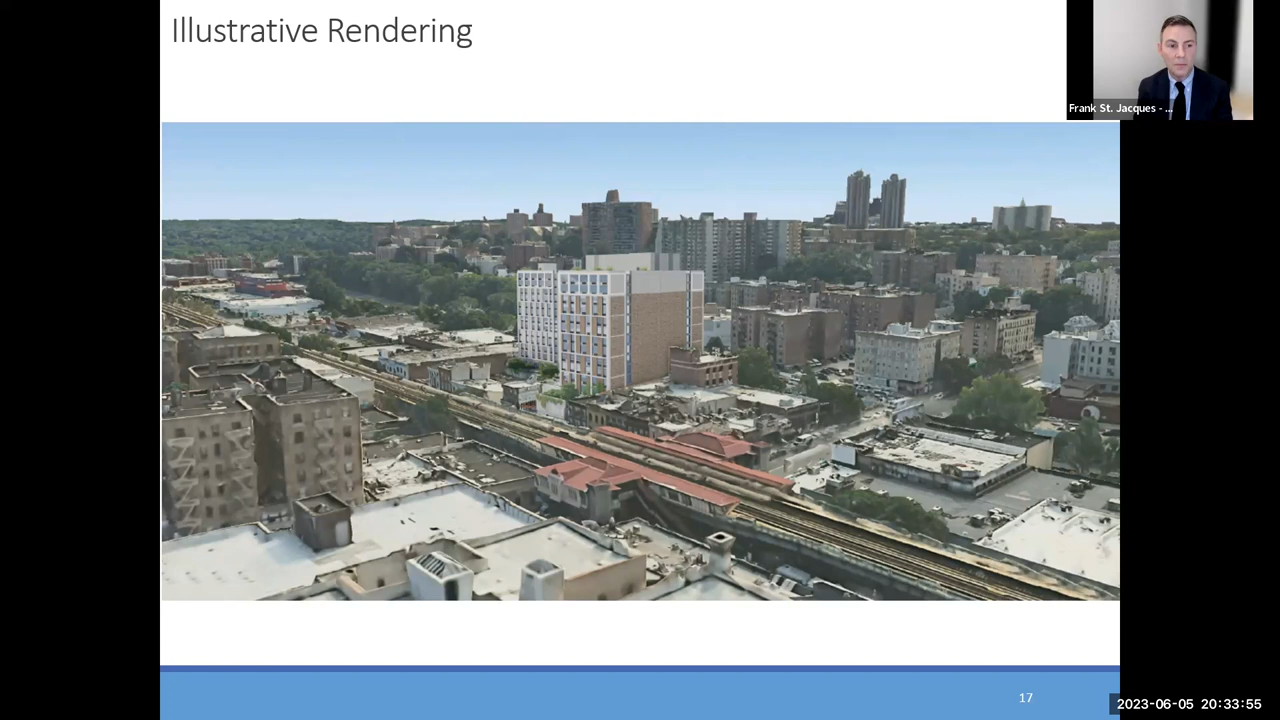 Illustrative Rendering
Frank St. Jacques - ...
17
2023-06-05 20:33:55